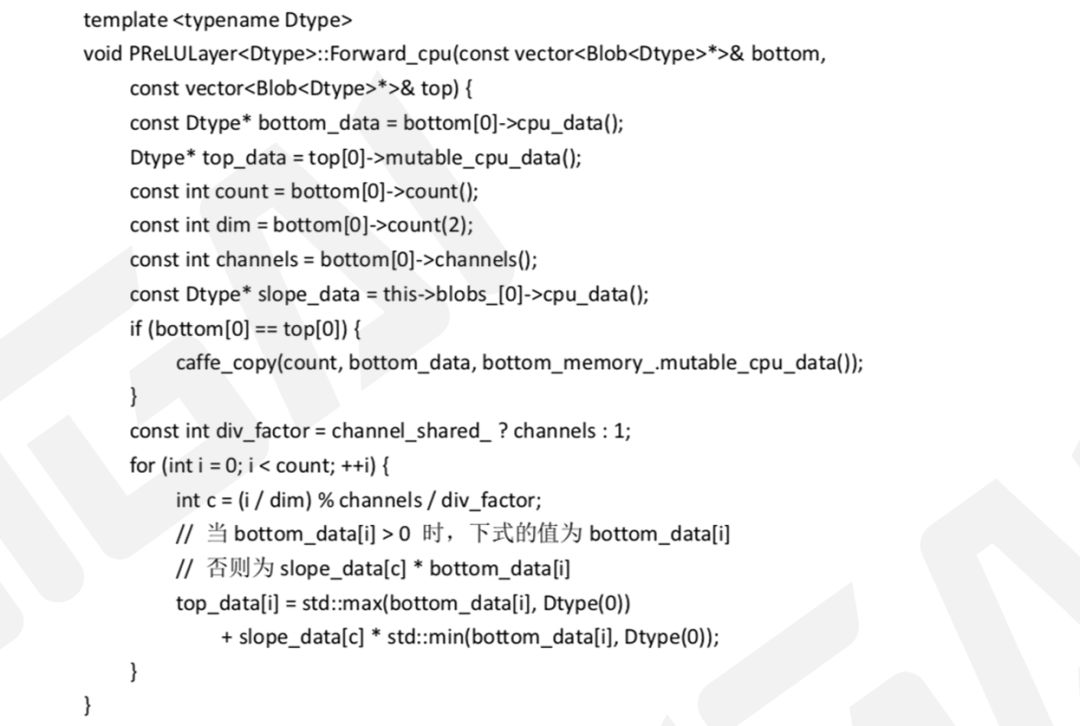 template <typename Dtype>
void PReLULayer<Dtype>::Forward_cpu(const vector<Blob<Dtype>*>& bottom,
const vector<Blob<Dtype>*>& top) {
const Dtype* bottom_data = bottom[0]->cpu_data();
Dtype* top_data = top[0]->mutable_cpu_data();
const int count = bottom[0]->count();
const int dim = bottom[0]->count(2);
const int channels = bottom[0]->channels();
const Dtype* slope_data = this->blobs_[0]->cpu_data();
if (bottom[0] == top[0]) {
caffe_copy(count, bottom_data, bottom_memory_.mutable_cpu_data());
}
const int div_factor = channel_shared_ ? channels : 1;
for (int i = 0; i < count; ++i) {
int c = (i / dim) % channels / div_factor;
// 当 bottom_data[i] > 0 时，下式的值为 bottom_data[i]
// 否则为 slope_data[c] * bottom_data[i]
top_data[i] = std::max(bottom_data[i], Dtype(0))
+ slope_data[c] * std::min(bottom_data[i], Dtype(0));
}
}